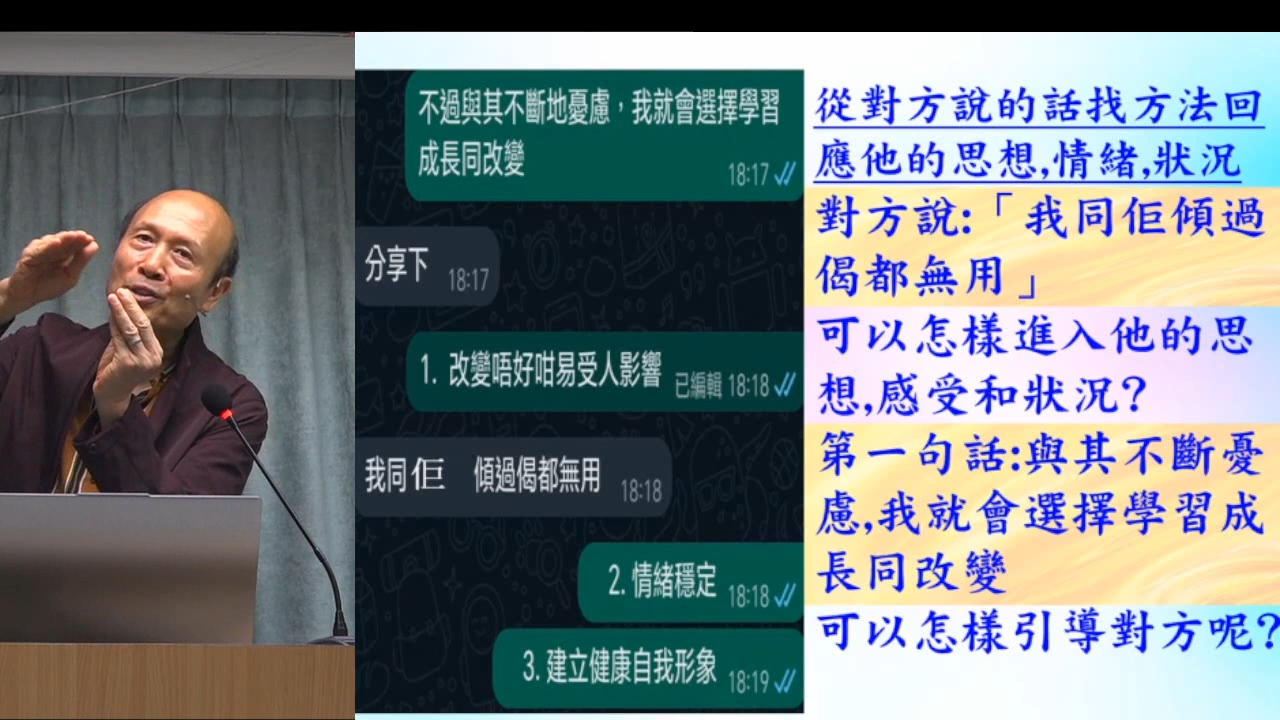 不過與其不斷地憂慮，我就會選擇學習
成長同改變
18:17
分享下
18:17
1. 改變唔好咁易受人影響
已編輯 18:18
我同佢 傾過偈都無用
18:18
2. 情緒穩定
18:18
3. 建立健康自我形象
18:19
從對方說的話找方法回
應他的思想,情緒,狀況
對方說:「我同佢傾過
偈都無用」
可以怎樣進入他的思
想,感受和狀況?
第一句話:與其不斷憂
慮,我就會選擇學習成
長同改變
可以怎樣引導對方呢?